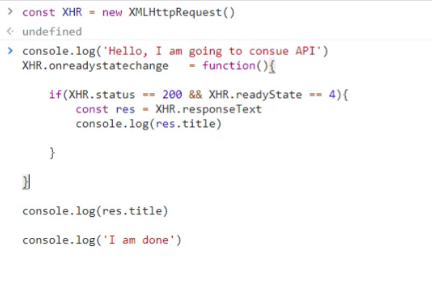 > const XHR = new XMLHttpRequest()
< undefined
> console.log('Hello, I am going to consue API')
XHR.onreadystatechange   = function(){
    if(XHR.status == 200 && XHR.readyState == 4){
        const res = XHR.responseText
        console.log(res.title)
    }
}
console.log(res.title)
console.log('I am done')